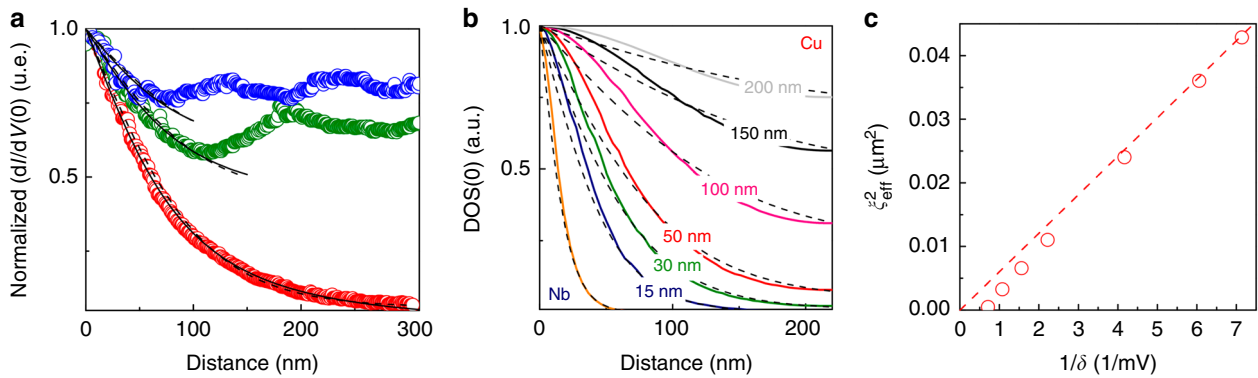 a
Normalized (dI//dV(0) (u.e.)
1.0
0.5
0
100
200
300
Distance (nm)
b
DOS(0) (a.u.)
1.0
0.5
Cu
200 nm
150 nm
100 nm
50 nm
30 nm
15 nm
Nb
0
100
200
Distance (nm)
c
ξ²eff (μm²)
0.04
0.03
0.02
0.01
0.00
0 1 2 3 4 5 6 7
1/δ (1/mV)